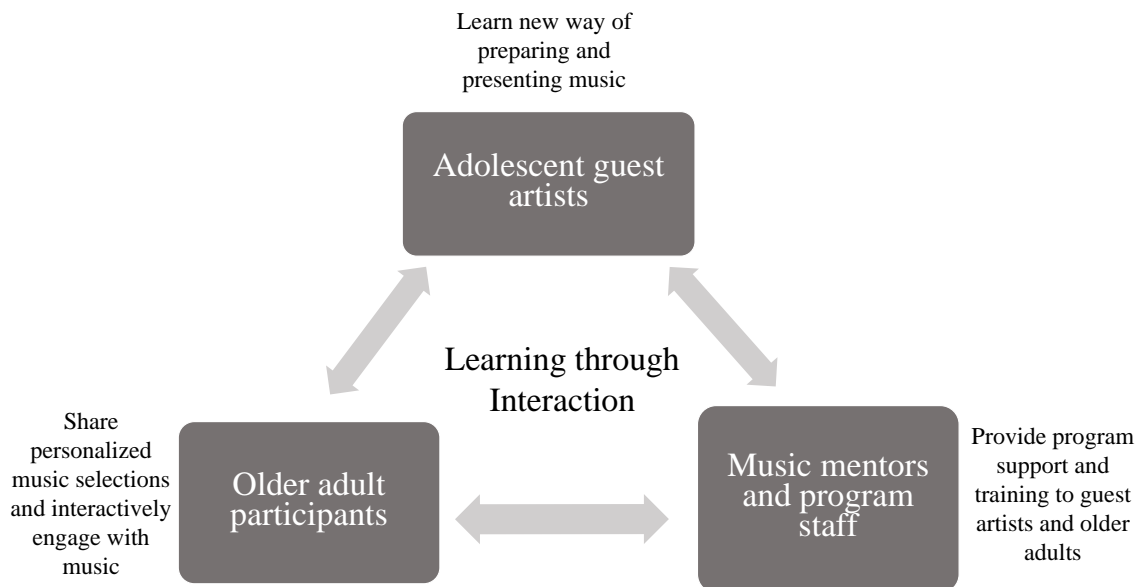 Learn new way of
preparing and
presenting music
Adolescent guest
artists
Learning through
Interaction
Share
personalized
music selections
and interactively
engage with
music
Older adult
participants
Music mentors
and program
staff
Provide program
support and
training to guest
artists and older
adults